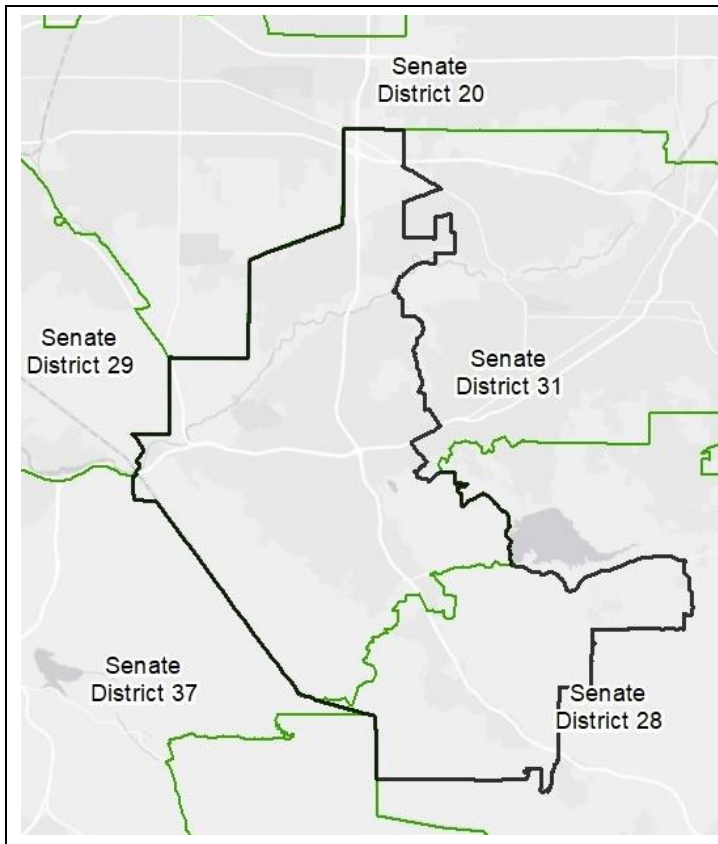 Senate
District 20
Senate
District 29
Senate
District 31
Senate
District 37
Senate
District 28